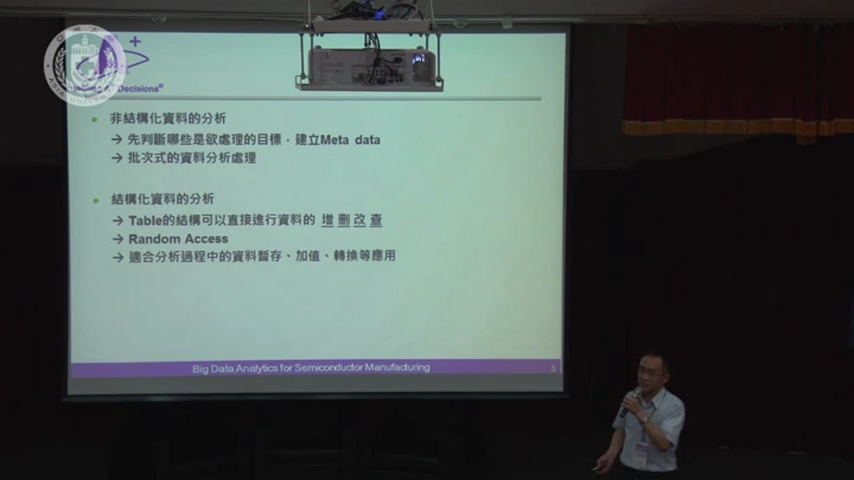 Decisions®
非結構化資料的分析
→ 先判斷哪些是欲處理的目標，建立Meta data
→ 批次式的資料分析處理
結構化資料的分析
→ Table的結構可以直接進行資料的 增 刪 改 查
→ Random Access
→ 適合分析過程中的資料暫存、加值、轉換等應用
Big Data Analytics for Semiconductor Manufacturing
3